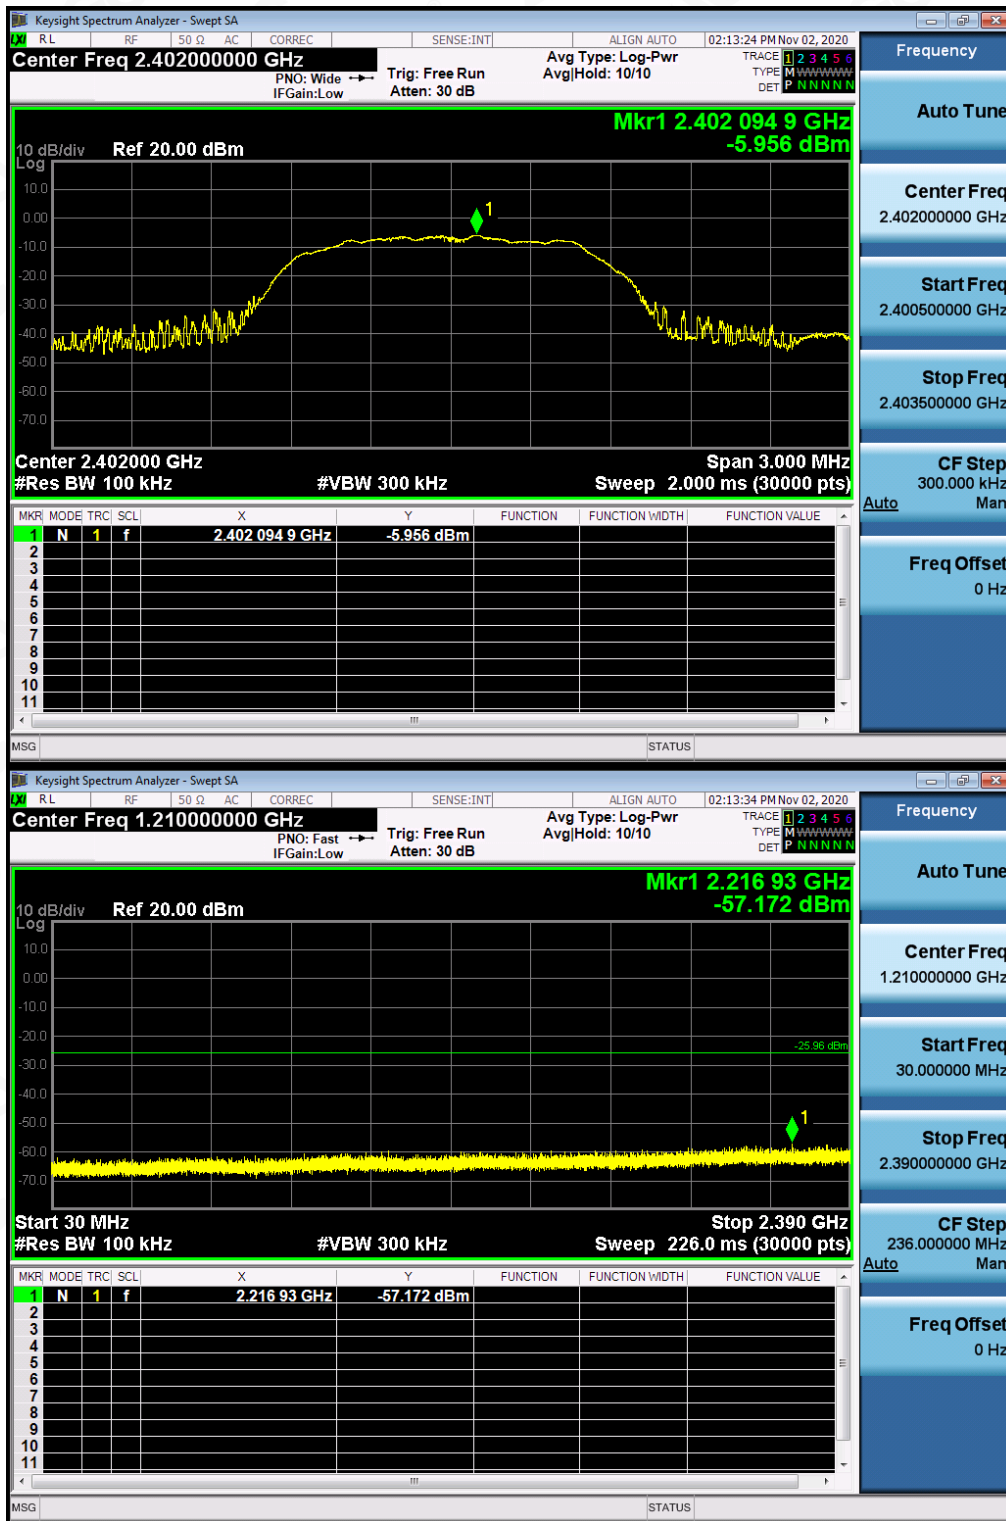 Keysight Spectrum Analyzer - Swept SA
LXI RL RF 50 Ω AC CORREC SENSE:INT ALIGN AUTO 02:13:24 PM Nov 02, 2020
Center Freq 2.402000000 GHz Avg Type: Log-Pwr TRACE 1 2 3 4 5 6
PNO: Wide Trig: Free Run Avg|Hold: 10/10 TYPE M WWWWW
IFGain:Low Atten: 30 dB DET P N N N N N
Mkr1 2.402 094 9 GHz
-5.956 dBm
10 dB/div Ref 20.00 dBm
Log
10.0
0.00
-10.0
-20.0
-30.0
-40.0
-50.0
-60.0
-70.0
1
Center 2.402000 GHz Span 3.000 MHz
#Res BW 100 kHz #VBW 300 kHz Sweep 2.000 ms (30000 pts)
MKR MODE TRC SCL X Y FUNCTION FUNCTION WIDTH FUNCTION VALUE
1 N 1 f 2.402 094 9 GHz -5.956 dBm
2
3
4
5
6
7
8
9
10
11
MSG STATUS
Frequency
Auto Tune
Center Freq
2.402000000 GHz
Start Freq
2.400500000 GHz
Stop Freq
2.403500000 GHz
CF Step
300.000 kHz
Auto Man
Freq Offset
0 Hz
Keysight Spectrum Analyzer - Swept SA
LXI RL RF 50 Ω AC CORREC SENSE:INT ALIGN AUTO 02:13:34 PM Nov 02, 2020
Center Freq 1.210000000 GHz Avg Type: Log-Pwr TRACE 1 2 3 4 5 6
PNO: Fast Trig: Free Run Avg|Hold: 10/10 TYPE M WWWWW
IFGain:Low Atten: 30 dB DET P N N N N N
Mkr1 2.216 93 GHz
-57.172 dBm
10 dB/div Ref 20.00 dBm
Log
10.0
0.00
-10.0
-20.0
-25.96 dBm
-30.0
-40.0
-50.0
1
-60.0
-70.0
Start 30 MHz Stop 2.390 GHz
#Res BW 100 kHz #VBW 300 kHz Sweep 226.0 ms (30000 pts)
MKR MODE TRC SCL X Y FUNCTION FUNCTION WIDTH FUNCTION VALUE
1 N 1 f 2.216 93 GHz -57.172 dBm
2
3
4
5
6
7
8
9
10
11
MSG STATUS
Frequency
Auto Tune
Center Freq
1.210000000 GHz
Start Freq
30.000000 MHz
Stop Freq
2.390000000 GHz
CF Step
236.000000 MHz
Auto Man
Freq Offset
0 Hz